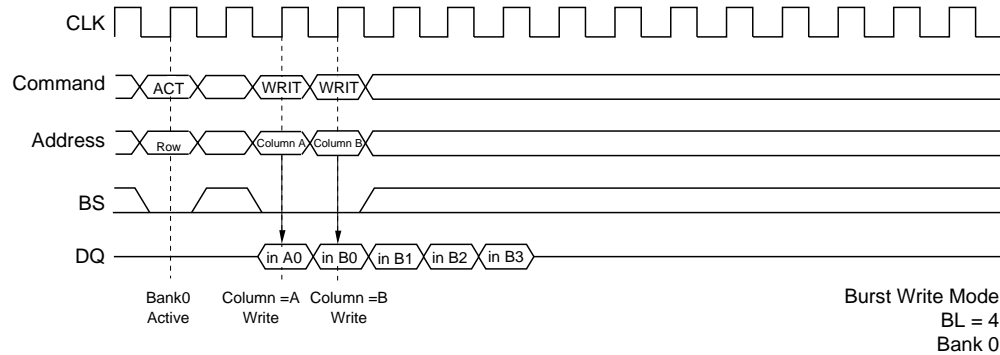 CLK
Command ACT WRIT WRIT
Address Row Column A Column B
BS
DQ in A0 in B0 in B1 in B2 in B3
Bank0 Column =A Column =B
Active Write Write
Burst Write Mode
BL = 4
Bank 0